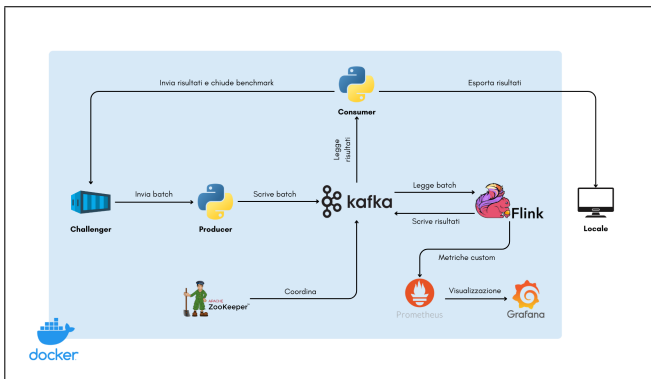 Invia risultati e chiude benchmark
Esporta risultati
Consumer
Legge
risultati
Invia batch
Scrive batch
kafka
Legge batch
Scrive risultati
Flink
Challenger
Producer
Locale
Metriche custom
Coordina
APACHE
ZooKeeper™
Visualizzazione
Prometheus
Grafana
docker